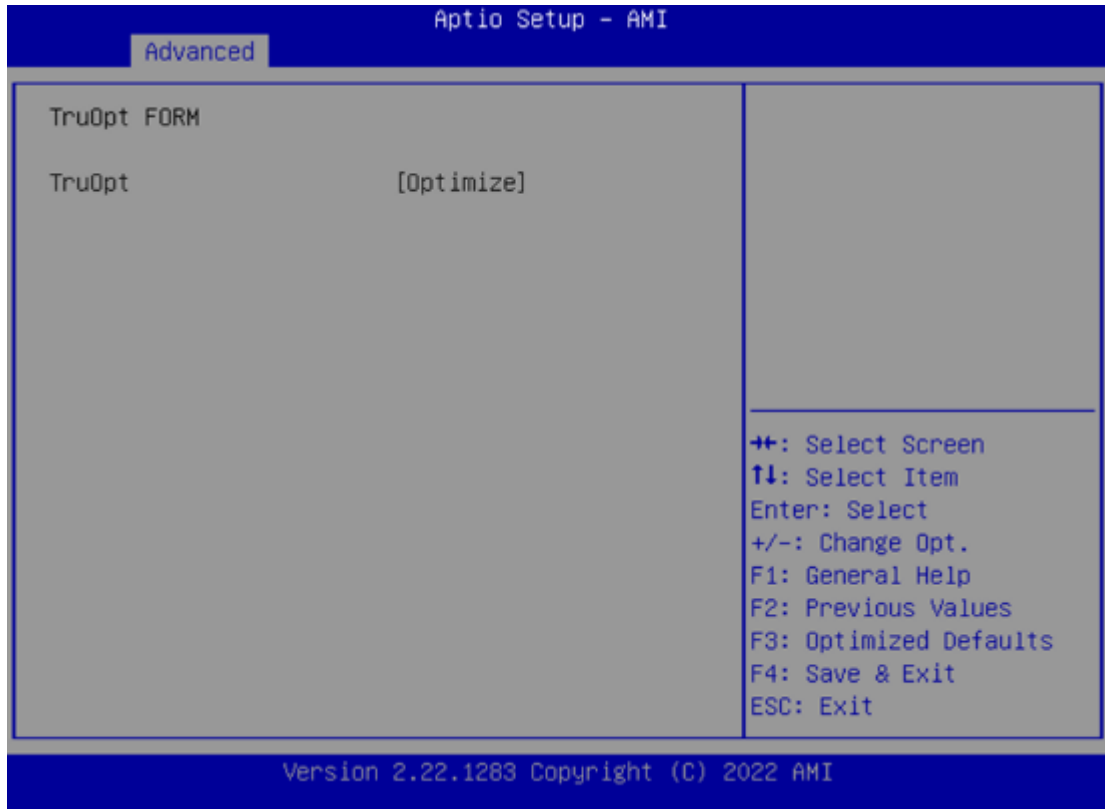 Aptio Setup – AMI
Advanced
TruOpt FORM
TruOpt [Optimize]
→←: Select Screen
↑↓: Select Item
Enter: Select
+/-: Change Opt.
F1: General Help
F2: Previous Values
F3: Optimized Defaults
F4: Save & Exit
ESC: Exit
Version 2.22.1283 Copyright (C) 2022 AMI